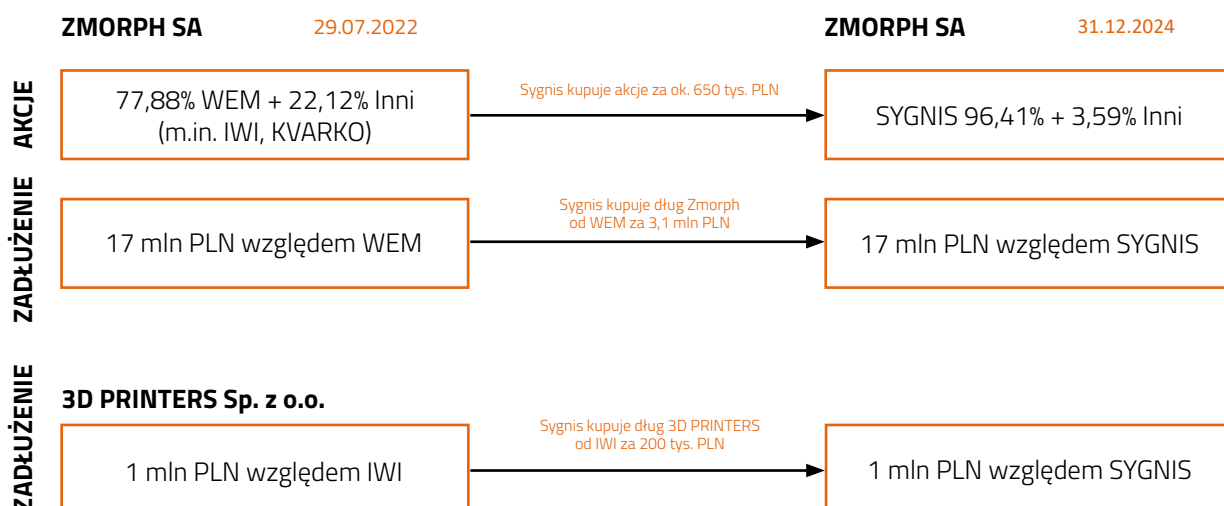 ZMORPH SA
29.07.2022
ZMORPH SA
31.12.2024
AKCJE
77,88% WEM + 22,12% Inni
(m.in. IWI, KVARKO)
Sygnis kupuje akcje za ok. 650 tys. PLN
SYGNIS 96,41% + 3,59% Inni
ZADŁUŻENIE
17 mln PLN względem WEM
Sygnis kupuje dług Zmorph
od WEM za 3,1 mln PLN
17 mln PLN względem SYGNIS
ZADŁUŻENIE
3D PRINTERS Sp. z o.o.
1 mln PLN względem IWI
Sygnis kupuje dług 3D PRINTERS
od IWI za 200 tys. PLN
1 mln PLN względem SYGNIS